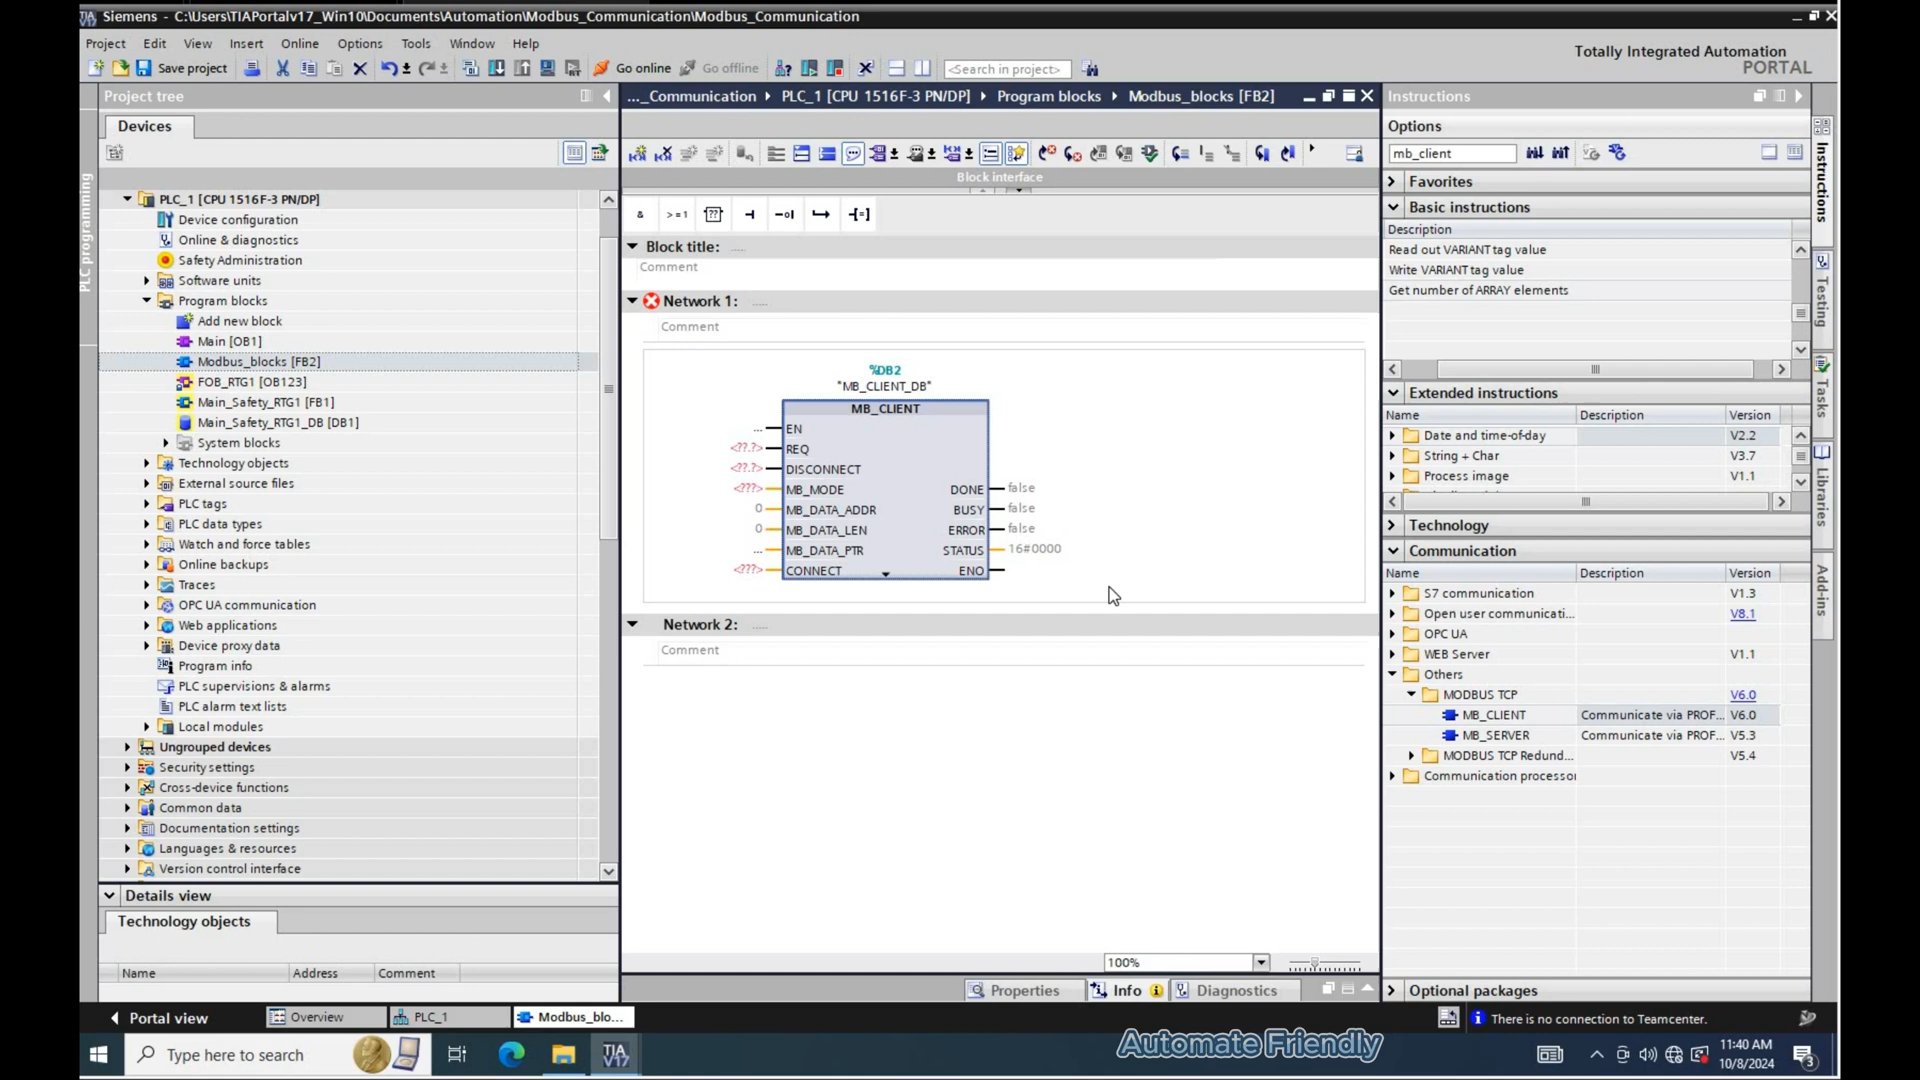 Siemens - C:\Users\TIAPortalv17_Win10\Documents\Automation\Modbus_Communication\Modbus_Communication
Project Edit View Insert Online Options Tools Window Help
Totally Integrated Automation
PORTAL
Save project
Go online
Go offline
<Search in project>
Project tree
..._Communication PLC_1 [CPU 1516F-3 PN/DP] Program blocks Modbus_blocks [FB2]
Instructions
Devices
Options
mb_client
Block interface
PLC programming
PLC_1 [CPU 1516F-3 PN/DP]
Device configuration
Online & diagnostics
Safety Administration
Software units
Program blocks
Add new block
Main [OB1]
Modbus_blocks [FB2]
FOB_RTG1 [OB123]
Main_Safety_RTG1 [FB1]
Main_Safety_RTG1_DB [DB1]
System blocks
Technology objects
External source files
PLC tags
PLC data types
Watch and force tables
Online backups
Traces
OPC UA communication
Web applications
Device proxy data
Program info
PLC supervisions & alarms
PLC alarm text lists
Local modules
Ungrouped devices
Security settings
Cross-device functions
Common data
Documentation settings
Languages & resources
Version control interface
Details view
Technology objects
Name Address Comment
& >=1 ??
Block title: .....
Comment
Network 1: .....
Comment
%DB2
"MB_CLIENT_DB"
MB_CLIENT
... EN
<??.?> REQ
<??.?> DISCONNECT
<???> MB_MODE DONE false
0 MB_DATA_ADDR BUSY false
0 MB_DATA_LEN ERROR false
... MB_DATA_PTR STATUS 16#0000
<???> CONNECT ENO
Network 2: .....
Comment
100%
Properties Info Diagnostics
Favorites
Basic instructions
Description
Read out VARIANT tag value
Write VARIANT tag value
Get number of ARRAY elements
Extended instructions
Name Description Version
Date and time-of-day V2.2
String + Char V3.7
Process image V1.1
Technology
Communication
Name Description Version
S7 communication V1.3
Open user communicati... V8.1
OPC UA
WEB Server V1.1
Others
MODBUS TCP V6.0
MB_CLIENT Communicate via PROF... V6.0
MB_SERVER Communicate via PROF... V5.3
MODBUS TCP Redund... V5.4
Communication processor
Optional packages
Instructions
Testing
Tasks
Libraries
Add-ins
Portal view Overview PLC_1 Modbus_blo...
There is no connection to Teamcenter.
Type here to search
Automate Friendly
11:40 AM
10/8/2024
3